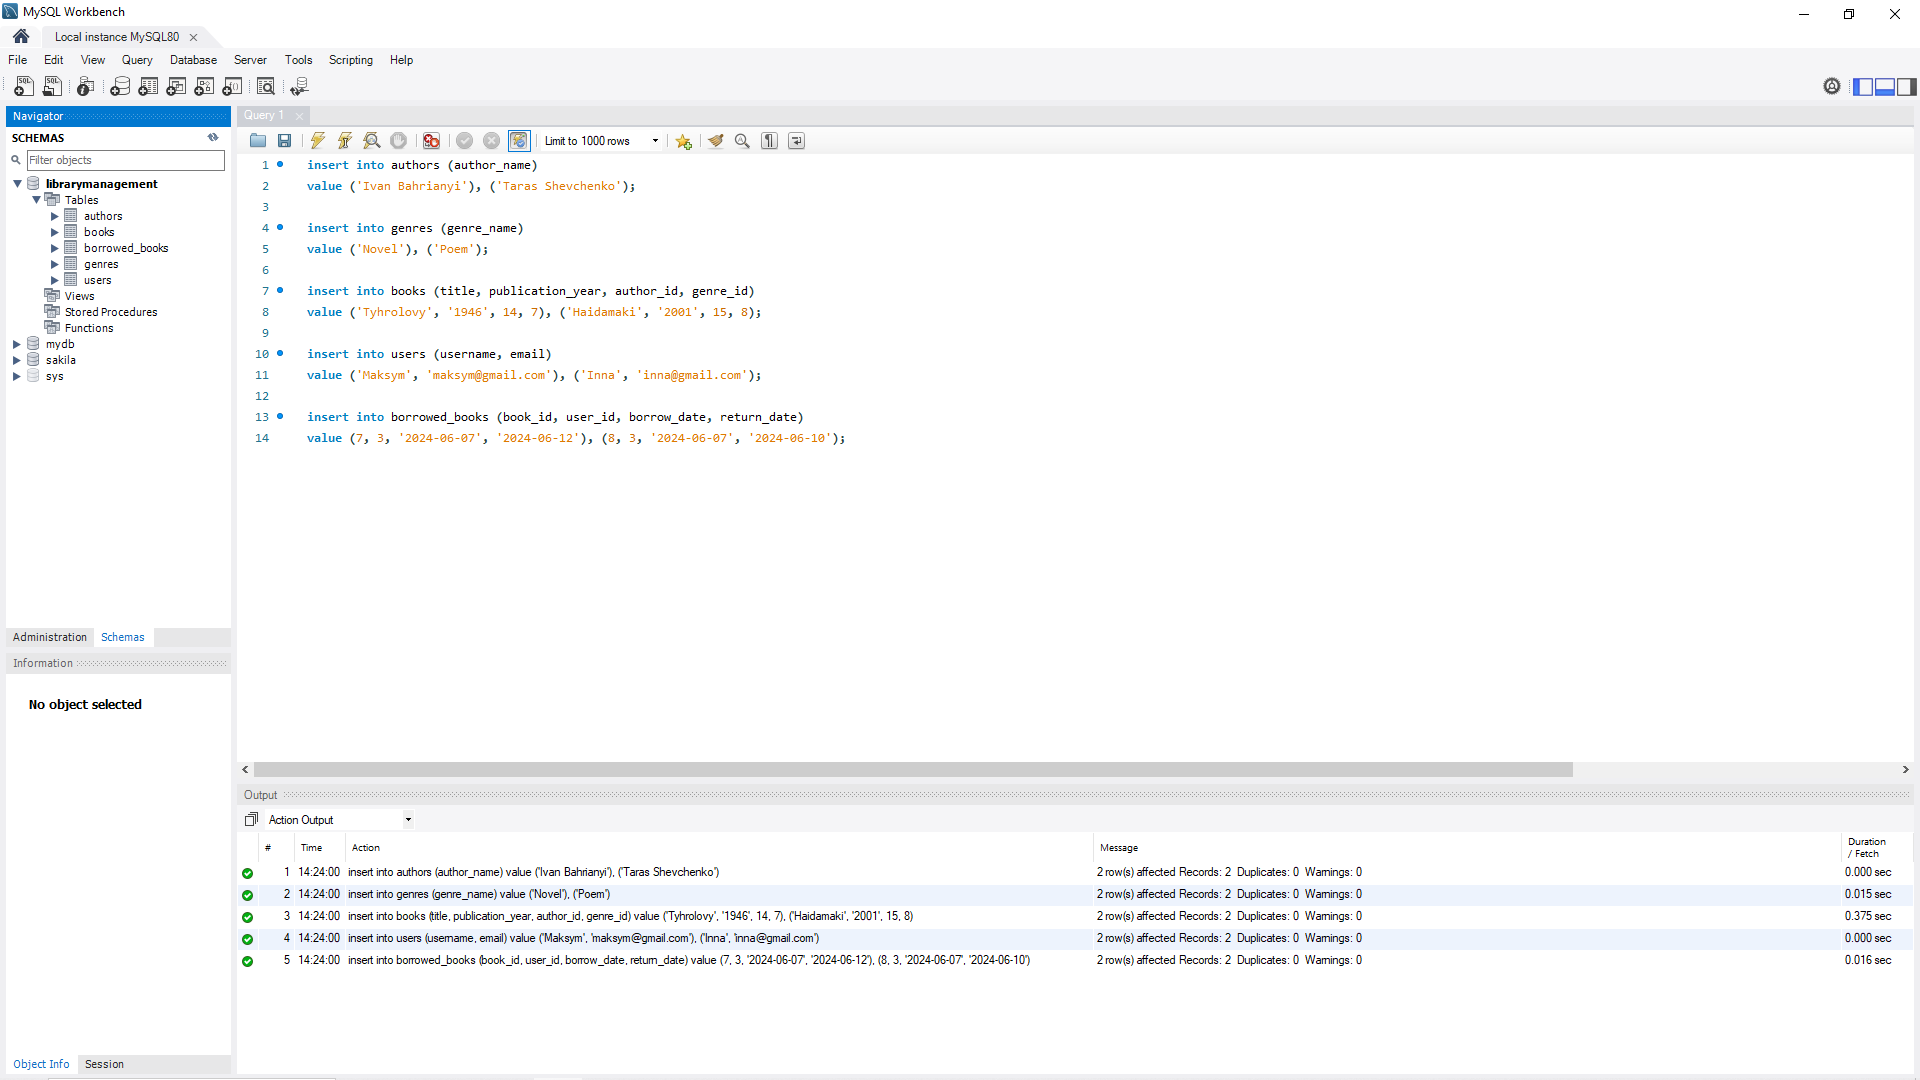 MySQL Workbench
Local instance MySQL80
File Edit View Query Database Server Tools Scripting Help
Navigator
SCHEMAS
Filter objects
librarymanagement
Tables
authors
books
borrowed_books
genres
users
Views
Stored Procedures
Functions
mydb
sakila
sys
Administration Schemas
Information
No object selected
Object Info Session
Query 1
Limit to 1000 rows
1 insert into authors (author_name)
2 value ('Ivan Bahrianyi'), ('Taras Shevchenko');
3
4 insert into genres (genre_name)
5 value ('Novel'), ('Poem');
6
7 insert into books (title, publication_year, author_id, genre_id)
8 value ('Tyhrolovy', '1946', 14, 7), ('Haidamaki', '2001', 15, 8);
9
10 insert into users (username, email)
11 value ('Maksym', 'maksym@gmail.com'), ('Inna', 'inna@gmail.com');
12
13 insert into borrowed_books (book_id, user_id, borrow_date, return_date)
14 value (7, 3, '2024-06-07', '2024-06-12'), (8, 3, '2024-06-07', '2024-06-10');
Output
Action Output
# Time Action Message Duration / Fetch
1 14:24:00 insert into authors (author_name) value ('Ivan Bahrianyi'), ('Taras Shevchenko') 2 row(s) affected Records: 2 Duplicates: 0 Warnings: 0 0.000 sec
2 14:24:00 insert into genres (genre_name) value ('Novel'), ('Poem') 2 row(s) affected Records: 2 Duplicates: 0 Warnings: 0 0.015 sec
3 14:24:00 insert into books (title, publication_year, author_id, genre_id) value ('Tyhrolovy', '1946', 14, 7), ('Haidamaki', '2001', 15, 8) 2 row(s) affected Records: 2 Duplicates: 0 Warnings: 0 0.375 sec
4 14:24:00 insert into users (username, email) value ('Maksym', 'maksym@gmail.com'), ('Inna', 'inna@gmail.com') 2 row(s) affected Records: 2 Duplicates: 0 Warnings: 0 0.000 sec
5 14:24:00 insert into borrowed_books (book_id, user_id, borrow_date, return_date) value (7, 3, '2024-06-07', '2024-06-12'), (8, 3, '2024-06-07', '2024-06-10') 2 row(s) affected Records: 2 Duplicates: 0 Warnings: 0 0.016 sec